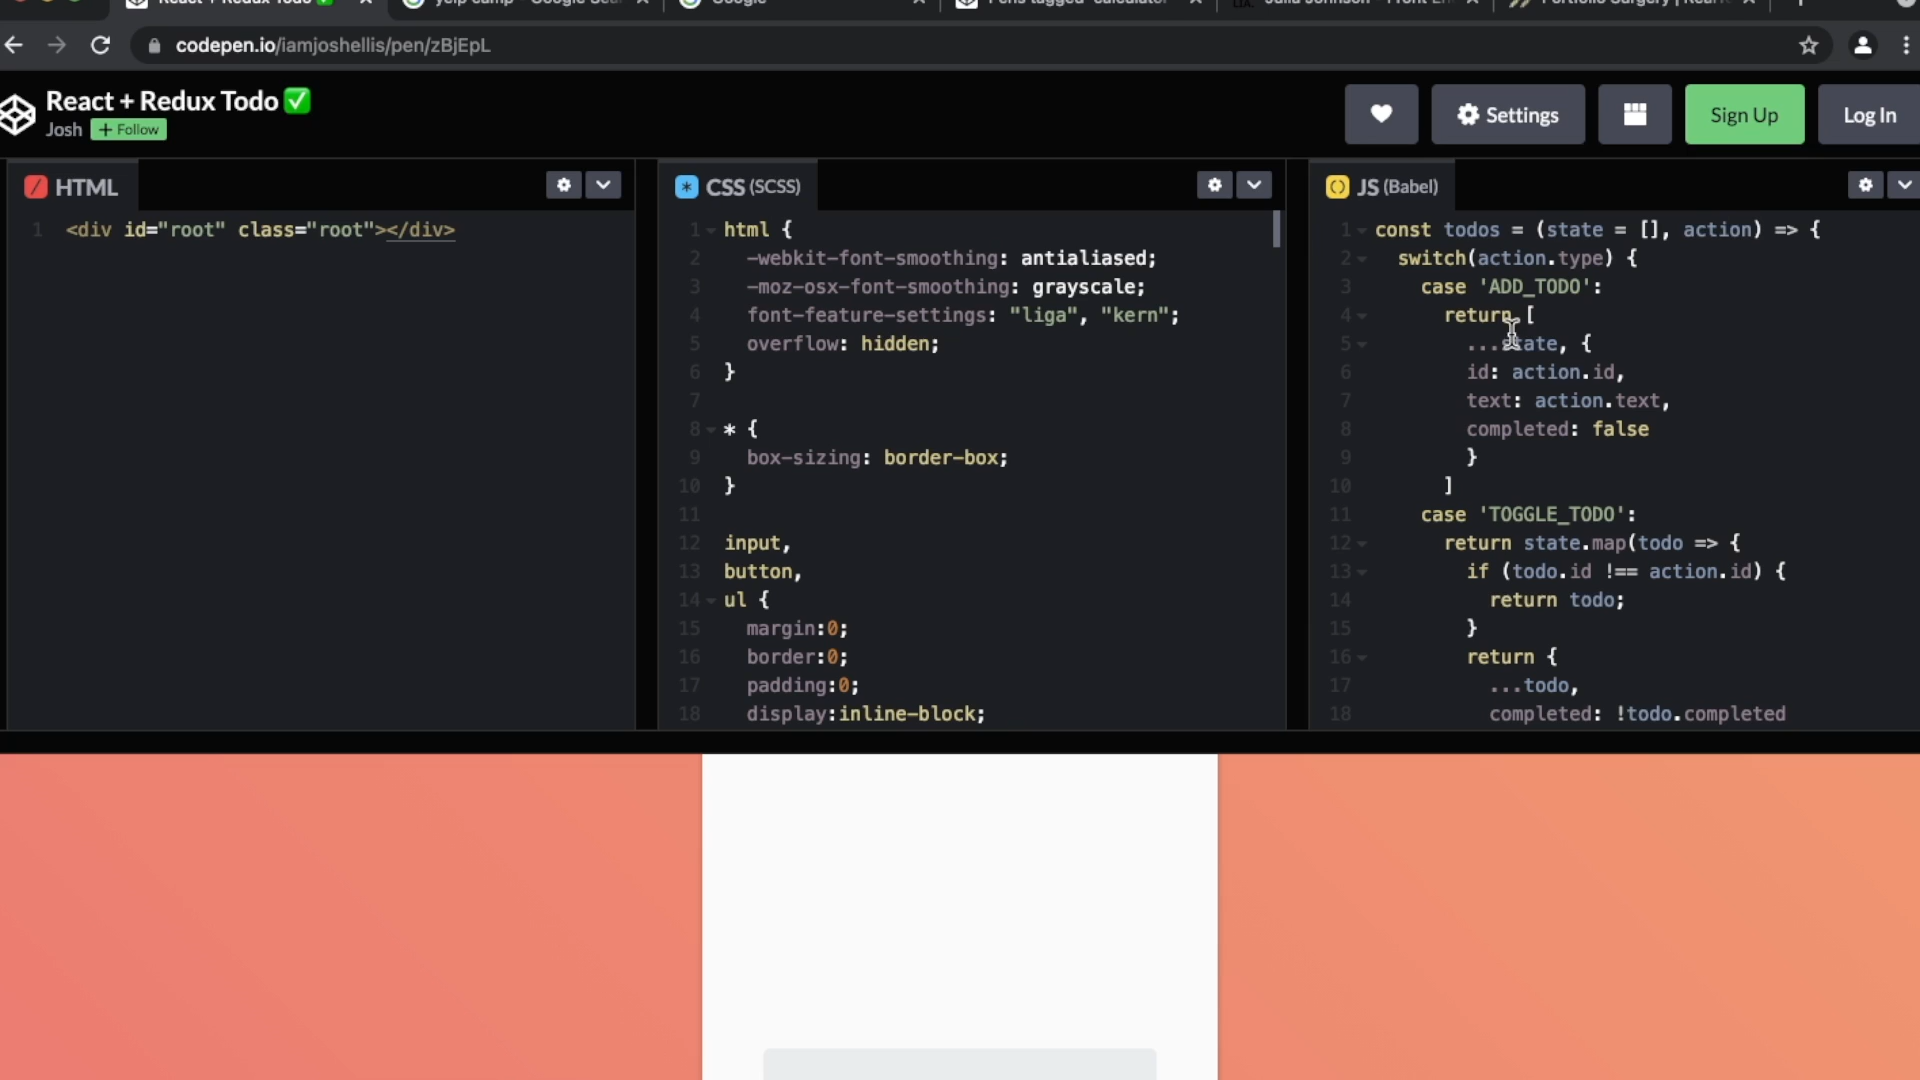 codepen.io/iamjoshellis/pen/zBjEpL
React + Redux Todo ✅
Josh + Follow
Settings
Sign Up
Log In
HTML
1 <div id="root" class="root"></div>
CSS (SCSS)
1 html {
2 -webkit-font-smoothing: antialiased;
3 -moz-osx-font-smoothing: grayscale;
4 font-feature-settings: "liga", "kern";
5 overflow: hidden;
6 }
7
8 * {
9 box-sizing: border-box;
10 }
11
12 input,
13 button,
14 ul {
15 margin:0;
16 border:0;
17 padding:0;
18 display:inline-block;
JS (Babel)
1 const todos = (state = [], action) => {
2 switch(action.type) {
3 case 'ADD_TODO':
4 return [
5 ...state, {
6 id: action.id,
7 text: action.text,
8 completed: false
9 }
10 ]
11 case 'TOGGLE_TODO':
12 return state.map(todo => {
13 if (todo.id !== action.id) {
14 return todo;
15 }
16 return {
17 ...todo,
18 completed: !todo.completed